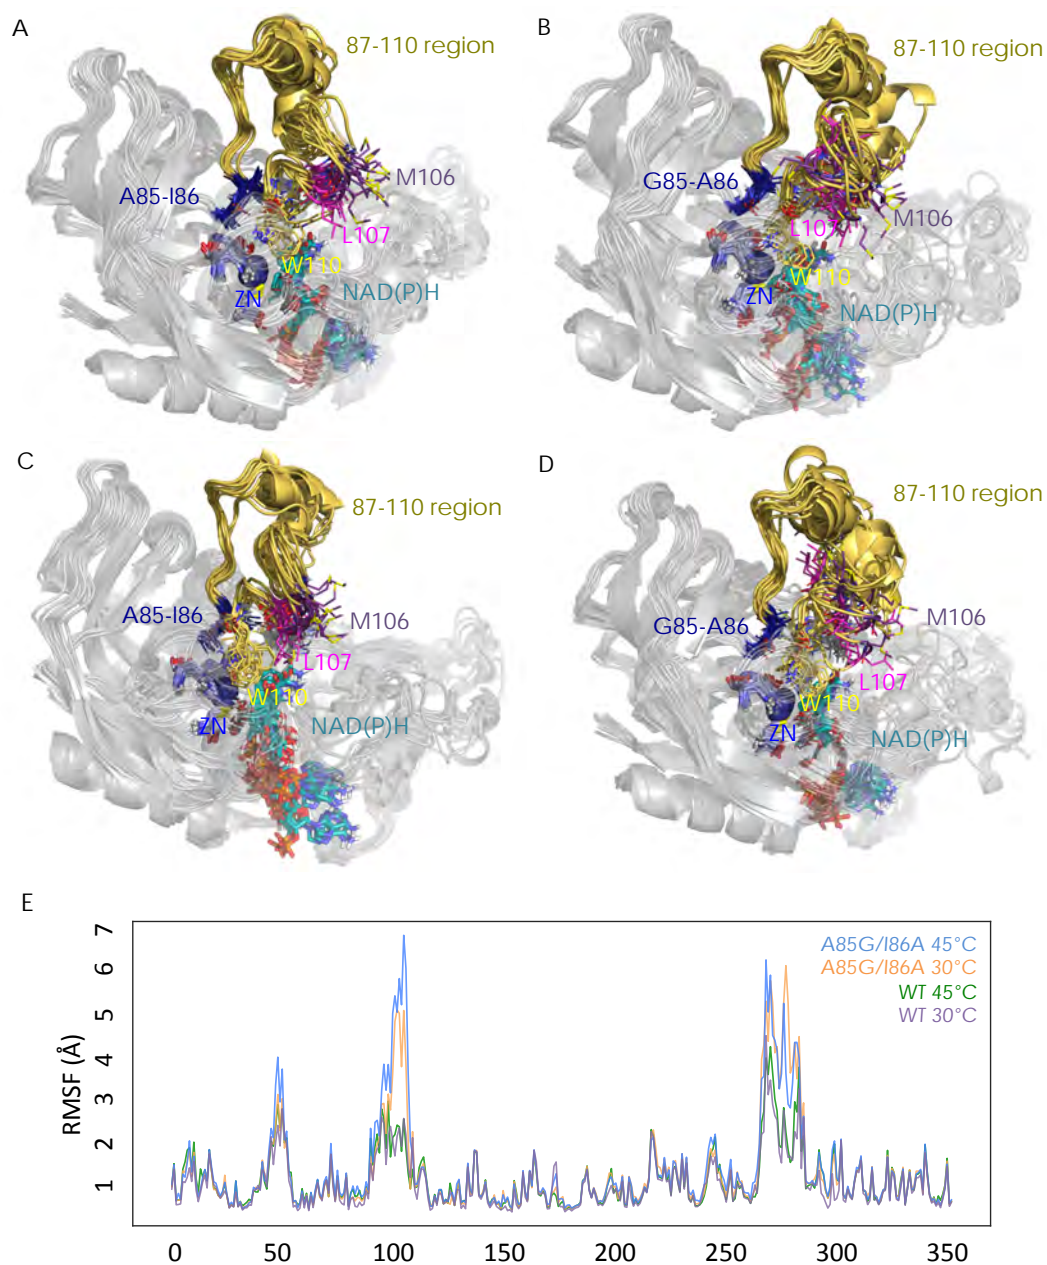 A
87-110 region
A85-I86
M106
L107
W110
ZN
NAD(P)H
B
87-110 region
G85-A86
M106
L107
W110
ZN
NAD(P)H
C
87-110 region
A85-I86
M106
L107
W110
ZN
NAD(P)H
D
87-110 region
G85-A86
M106
L107
W110
ZN
NAD(P)H
E
A85G/I86A 45°C
A85G/I86A 30°C
WT 45°C
WT 30°C
RMSF (Å)
7
6
5
4
3
2
1
0 50 100 150 200 250 300 350